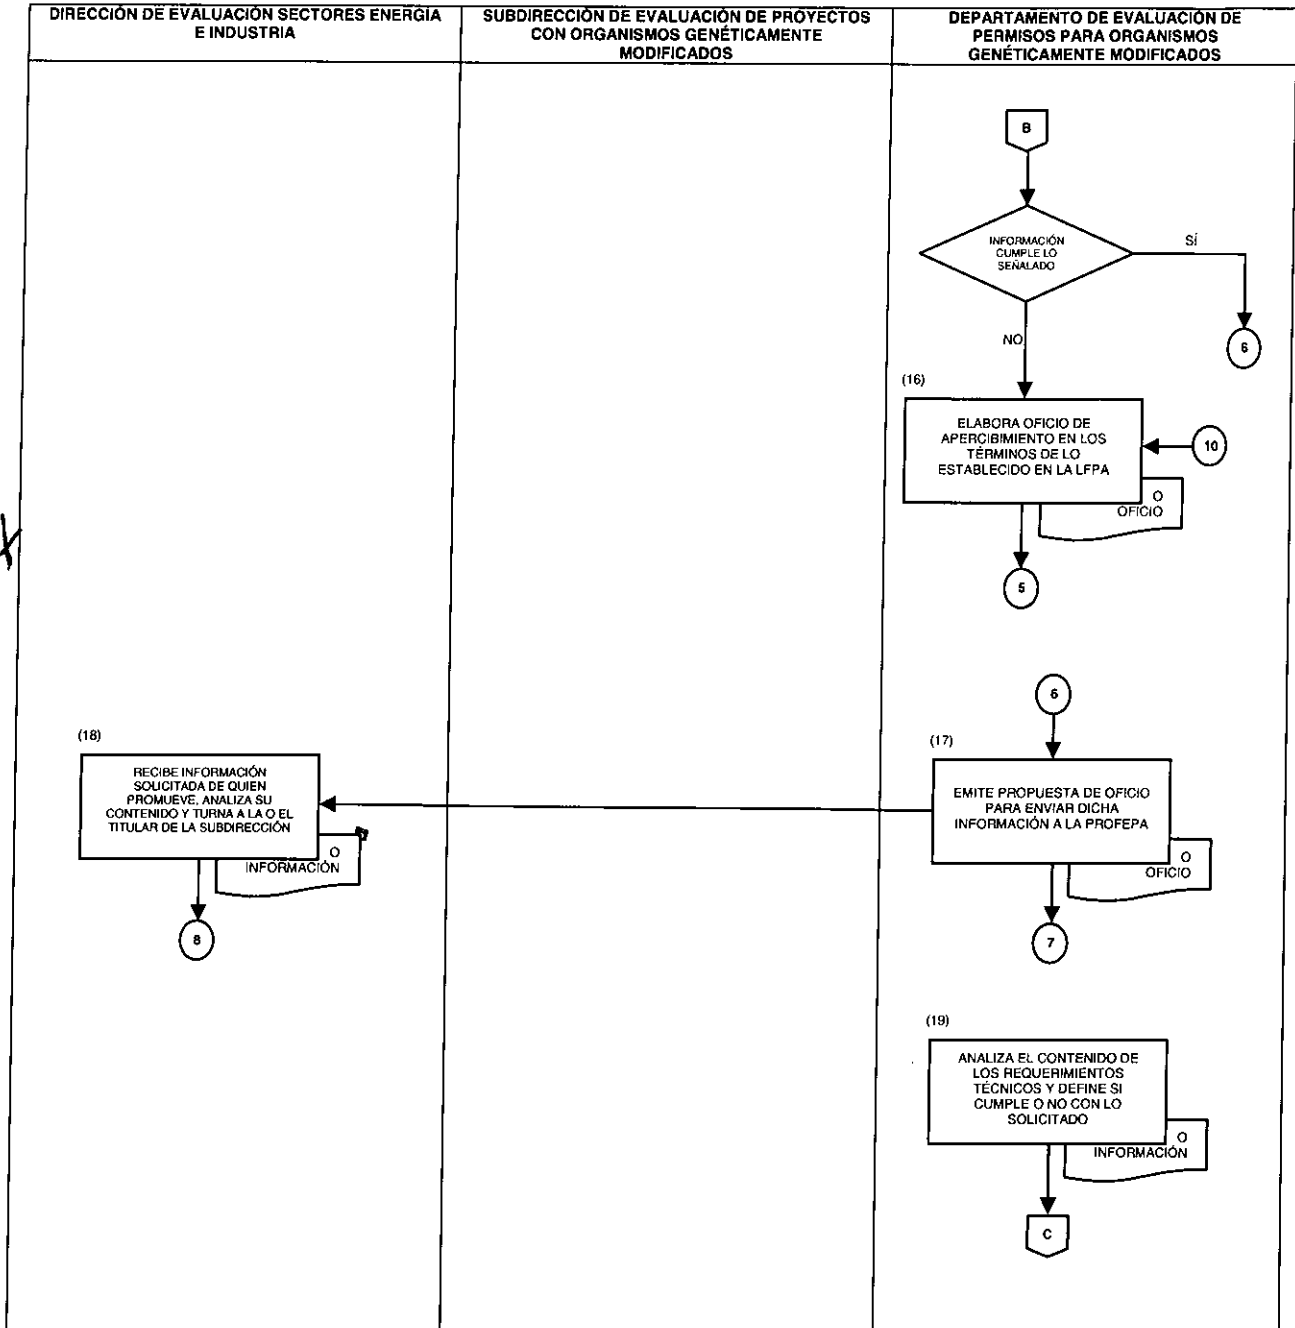 DIRECCIÓN DE EVALUACIÓN SECTORES ENERGÍA
E INDUSTRIA
SUBDIRECCIÓN DE EVALUACIÓN DE PROYECTOS
CON ORGANISMOS GENÉTICAMENTE
MODIFICADOS
DEPARTAMENTO DE EVALUACIÓN DE
PERMISOS PARA ORGANISMOS
GENÉTICAMENTE MODIFICADOS
B
INFORMACIÓN
CUMPLE LO
SEÑALADO
SÍ
6
NO
(16)
ELABORA OFICIO DE
APERCIBIMIENTO EN LOS
TÉRMINOS DE LO
ESTABLECIDO EN LA LFPA
10
O
OFICIO
5
6
(18)
RECIBE INFORMACIÓN
SOLICITADA DE QUIEN
PROMUEVE, ANALIZA SU
CONTENIDO Y TURNA A LA O EL
TITULAR DE LA SUBDIRECCIÓN
O
INFORMACIÓN
8
(17)
EMITE PROPUESTA DE OFICIO
PARA ENVIAR DICHA
INFORMACIÓN A LA PROFEPA
O
OFICIO
7
(19)
ANALIZA EL CONTENIDO DE
LOS REQUERIMIENTOS
TÉCNICOS Y DEFINE SI
CUMPLE O NO CON LO
SOLICITADO
O
INFORMACIÓN
C